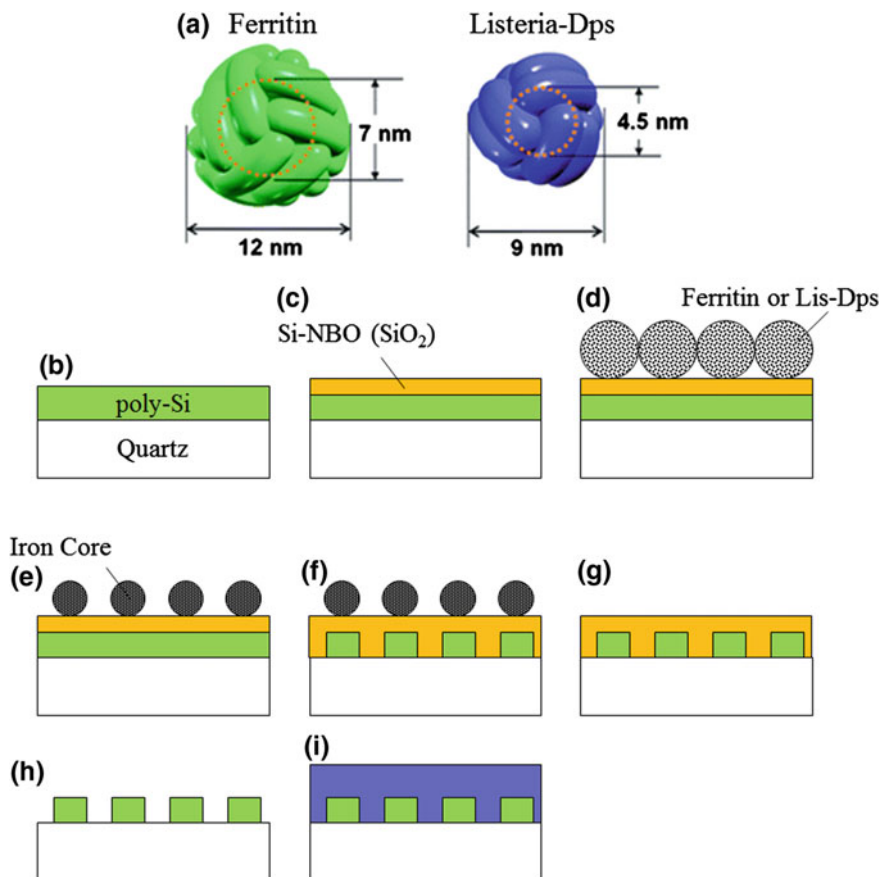 (a) Ferritin Listeria-Dps
7 nm 4.5 nm
12 nm 9 nm
(c) (d) Ferritin or Lis-Dps
Si-NBO (SiO₂)
(b)
poly-Si
Quartz
Iron Core
(e) (f) (g)
(h) (i)